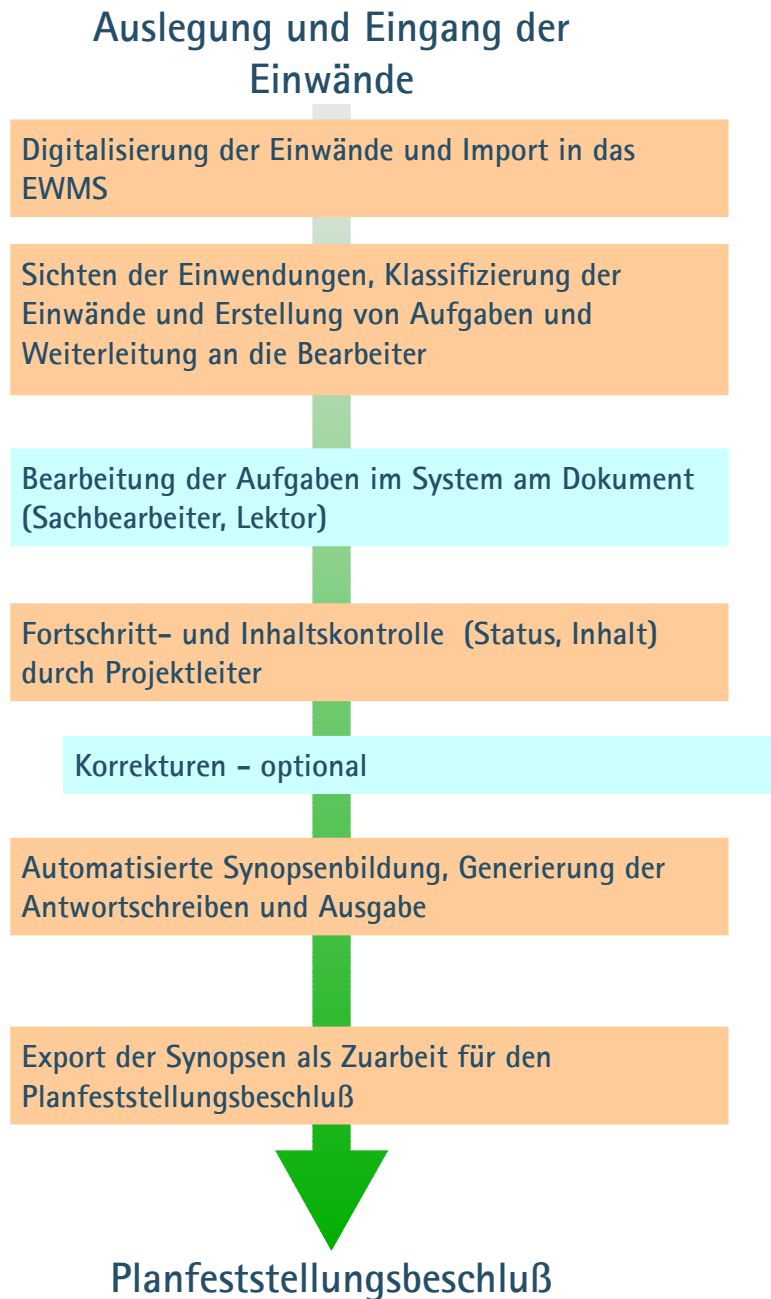 Auslegung und Eingang der
Einwände
Digitalisierung der Einwände und Import in das
EWMS
Sichten der Einwendungen, Klassifizierung der
Einwände und Erstellung von Aufgaben und
Weiterleitung an die Bearbeiter
Bearbeitung der Aufgaben im System am Dokument
(Sachbearbeiter, Lektor)
Fortschritt- und Inhaltskontrolle (Status, Inhalt)
durch Projektleiter
Korrekturen - optional
Automatisierte Synopsenbildung, Generierung der
Antwortschreiben und Ausgabe
Export der Synopsen als Zuarbeit für den
Planfeststellungsbeschluß
Planfeststellungsbeschluß